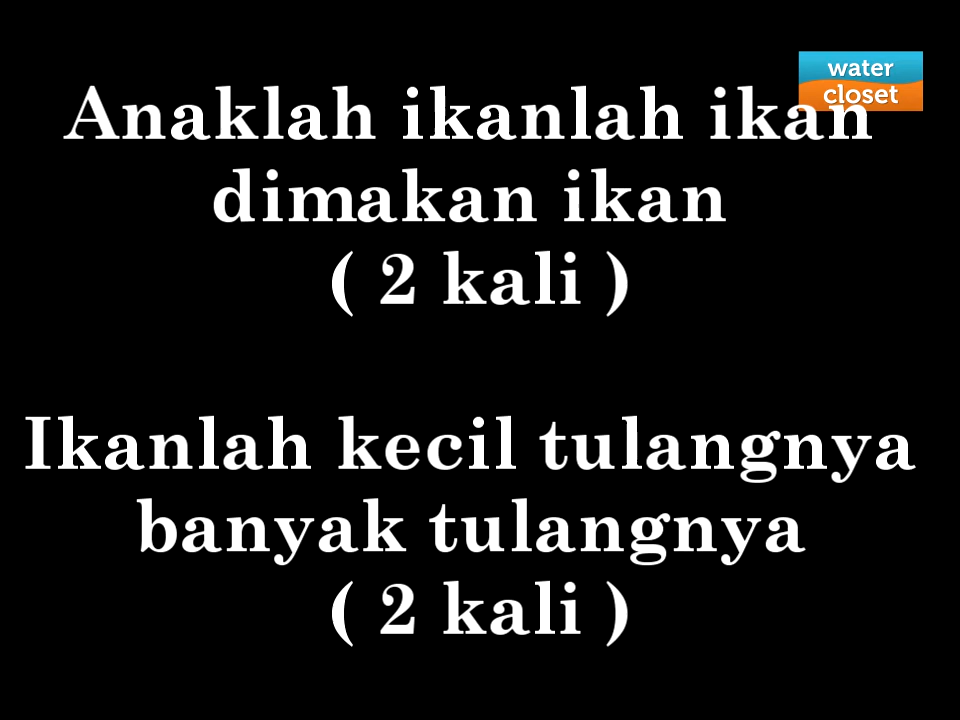 water
closet
Anaklah ikanlah ikan
dimakan ikan
( 2 kali )
Ikanlah kecil tulangnya
banyak tulangnya
( 2 kali )